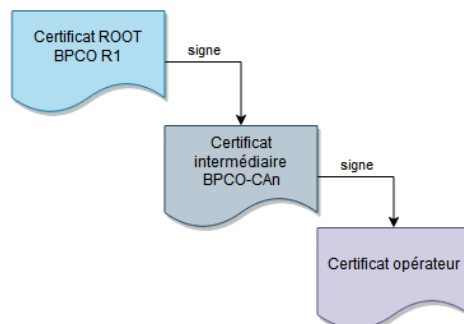 Certificat ROOT
BPCO R1
signe
Certificat
intermédiaire
BPCO-CAn
signe
Certificat opérateur